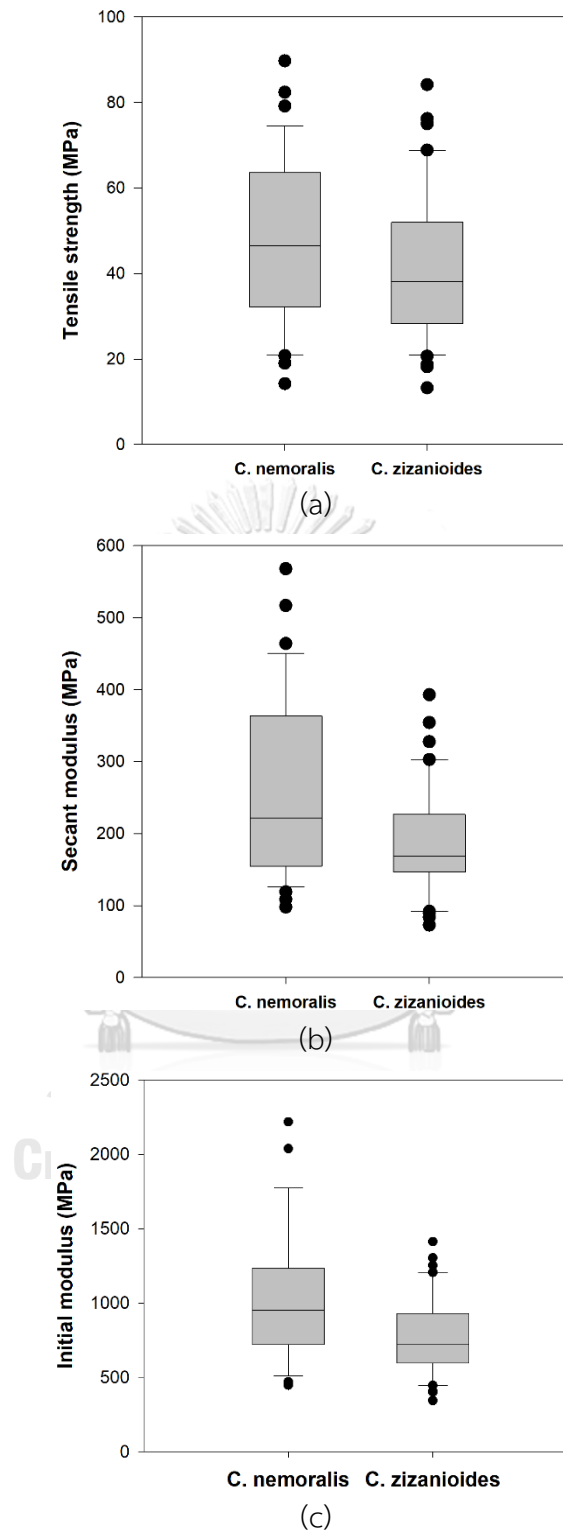 100
80
60
40
20
0
Tensile strength (MPa)
C. nemoralis C. zizanioides
(a)
600
500
400
300
200
100
0
Secant modulus (MPa)
C. nemoralis C. zizanioides
(b)
2500
2000
1500
1000
500
0
Initial modulus (MPa)
C. nemoralis C. zizanioides
(c)